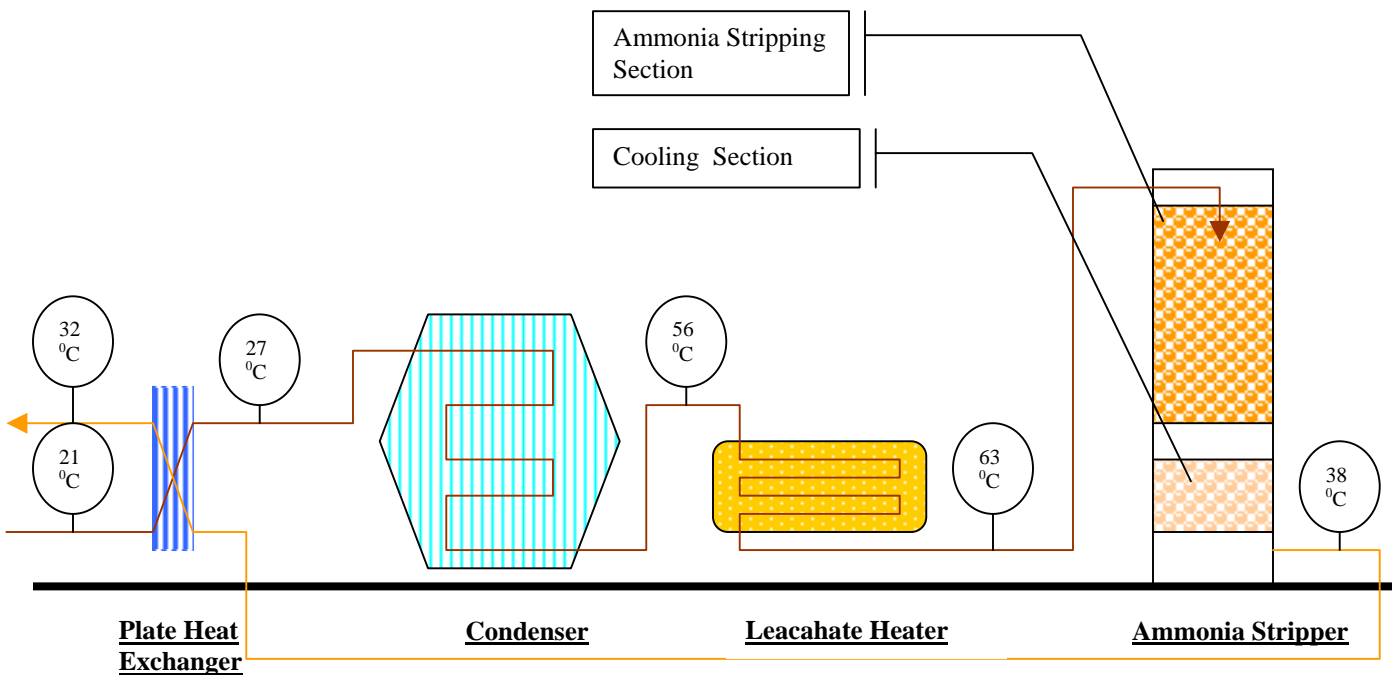 Ammonia Stripping
Section
Cooling Section
32
⁰C
27
⁰C
56
⁰C
21
⁰C
63
⁰C
38
⁰C
Plate Heat
Exchanger
Condenser
Leacahate Heater
Ammonia Stripper